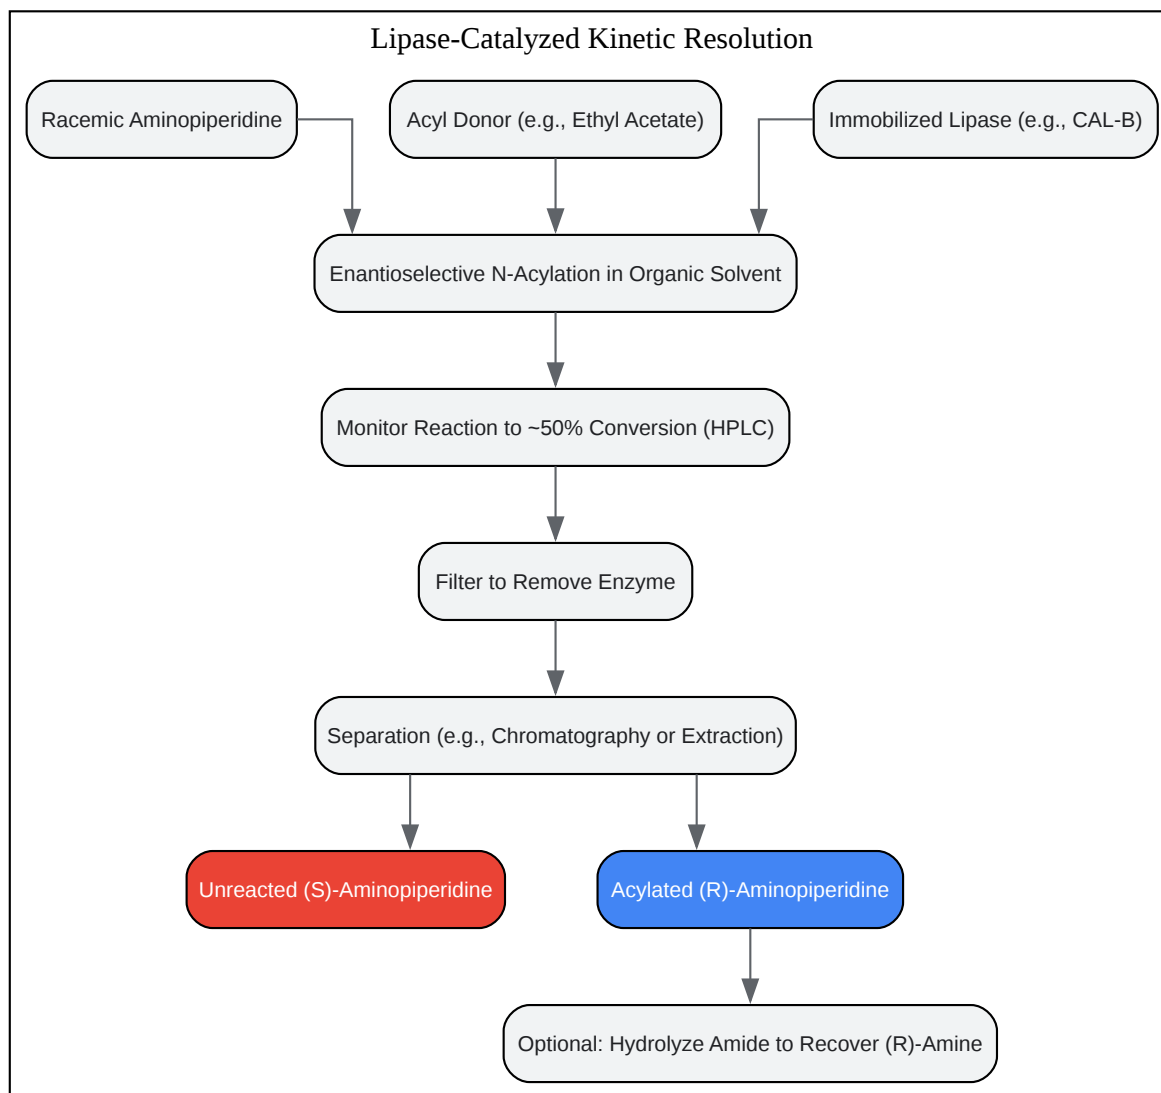 Lipase-Catalyzed Kinetic Resolution
Racemic Aminopiperidine
Acyl Donor (e.g., Ethyl Acetate)
Immobilized Lipase (e.g., CAL-B)
Enantioselective N-Acylation in Organic Solvent
Monitor Reaction to ~50% Conversion (HPLC)
Filter to Remove Enzyme
Separation (e.g., Chromatography or Extraction)
Unreacted (S)-Aminopiperidine
Acylated (R)-Aminopiperidine
Optional: Hydrolyze Amide to Recover (R)-Amine